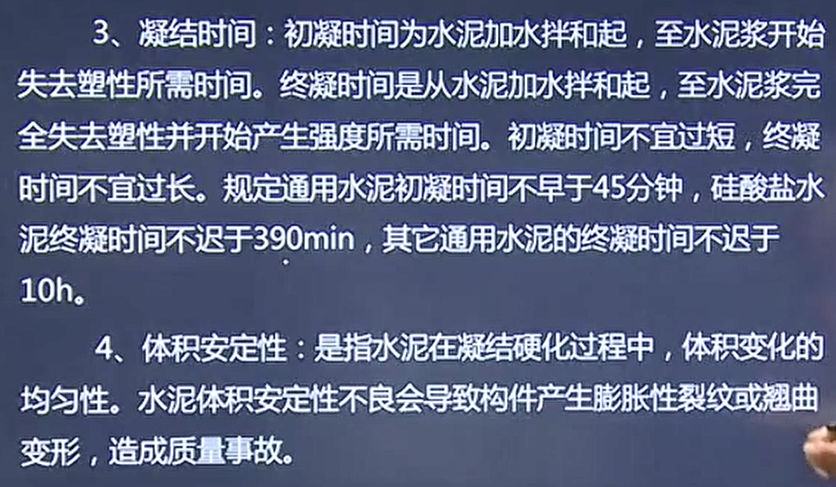 3、凝结时间：初凝时间为水泥加水拌和起，至水泥浆开始
失去塑性所需时间。终凝时间是从水泥加水拌和起，至水泥浆完
全失去塑性并开始产生强度所需时间。初凝时间不宜过短，终凝
时间不宜过长。规定通用水泥初凝时间不早于45分钟，硅酸盐水
泥终凝时间不迟于390min，其它通用水泥的终凝时间不迟于
10h。
4、体积安定性：是指水泥在凝结硬化过程中，体积变化的
均匀性。水泥体积安定性不良会导致构件产生膨胀性裂纹或翘曲
变形，造成质量事故。